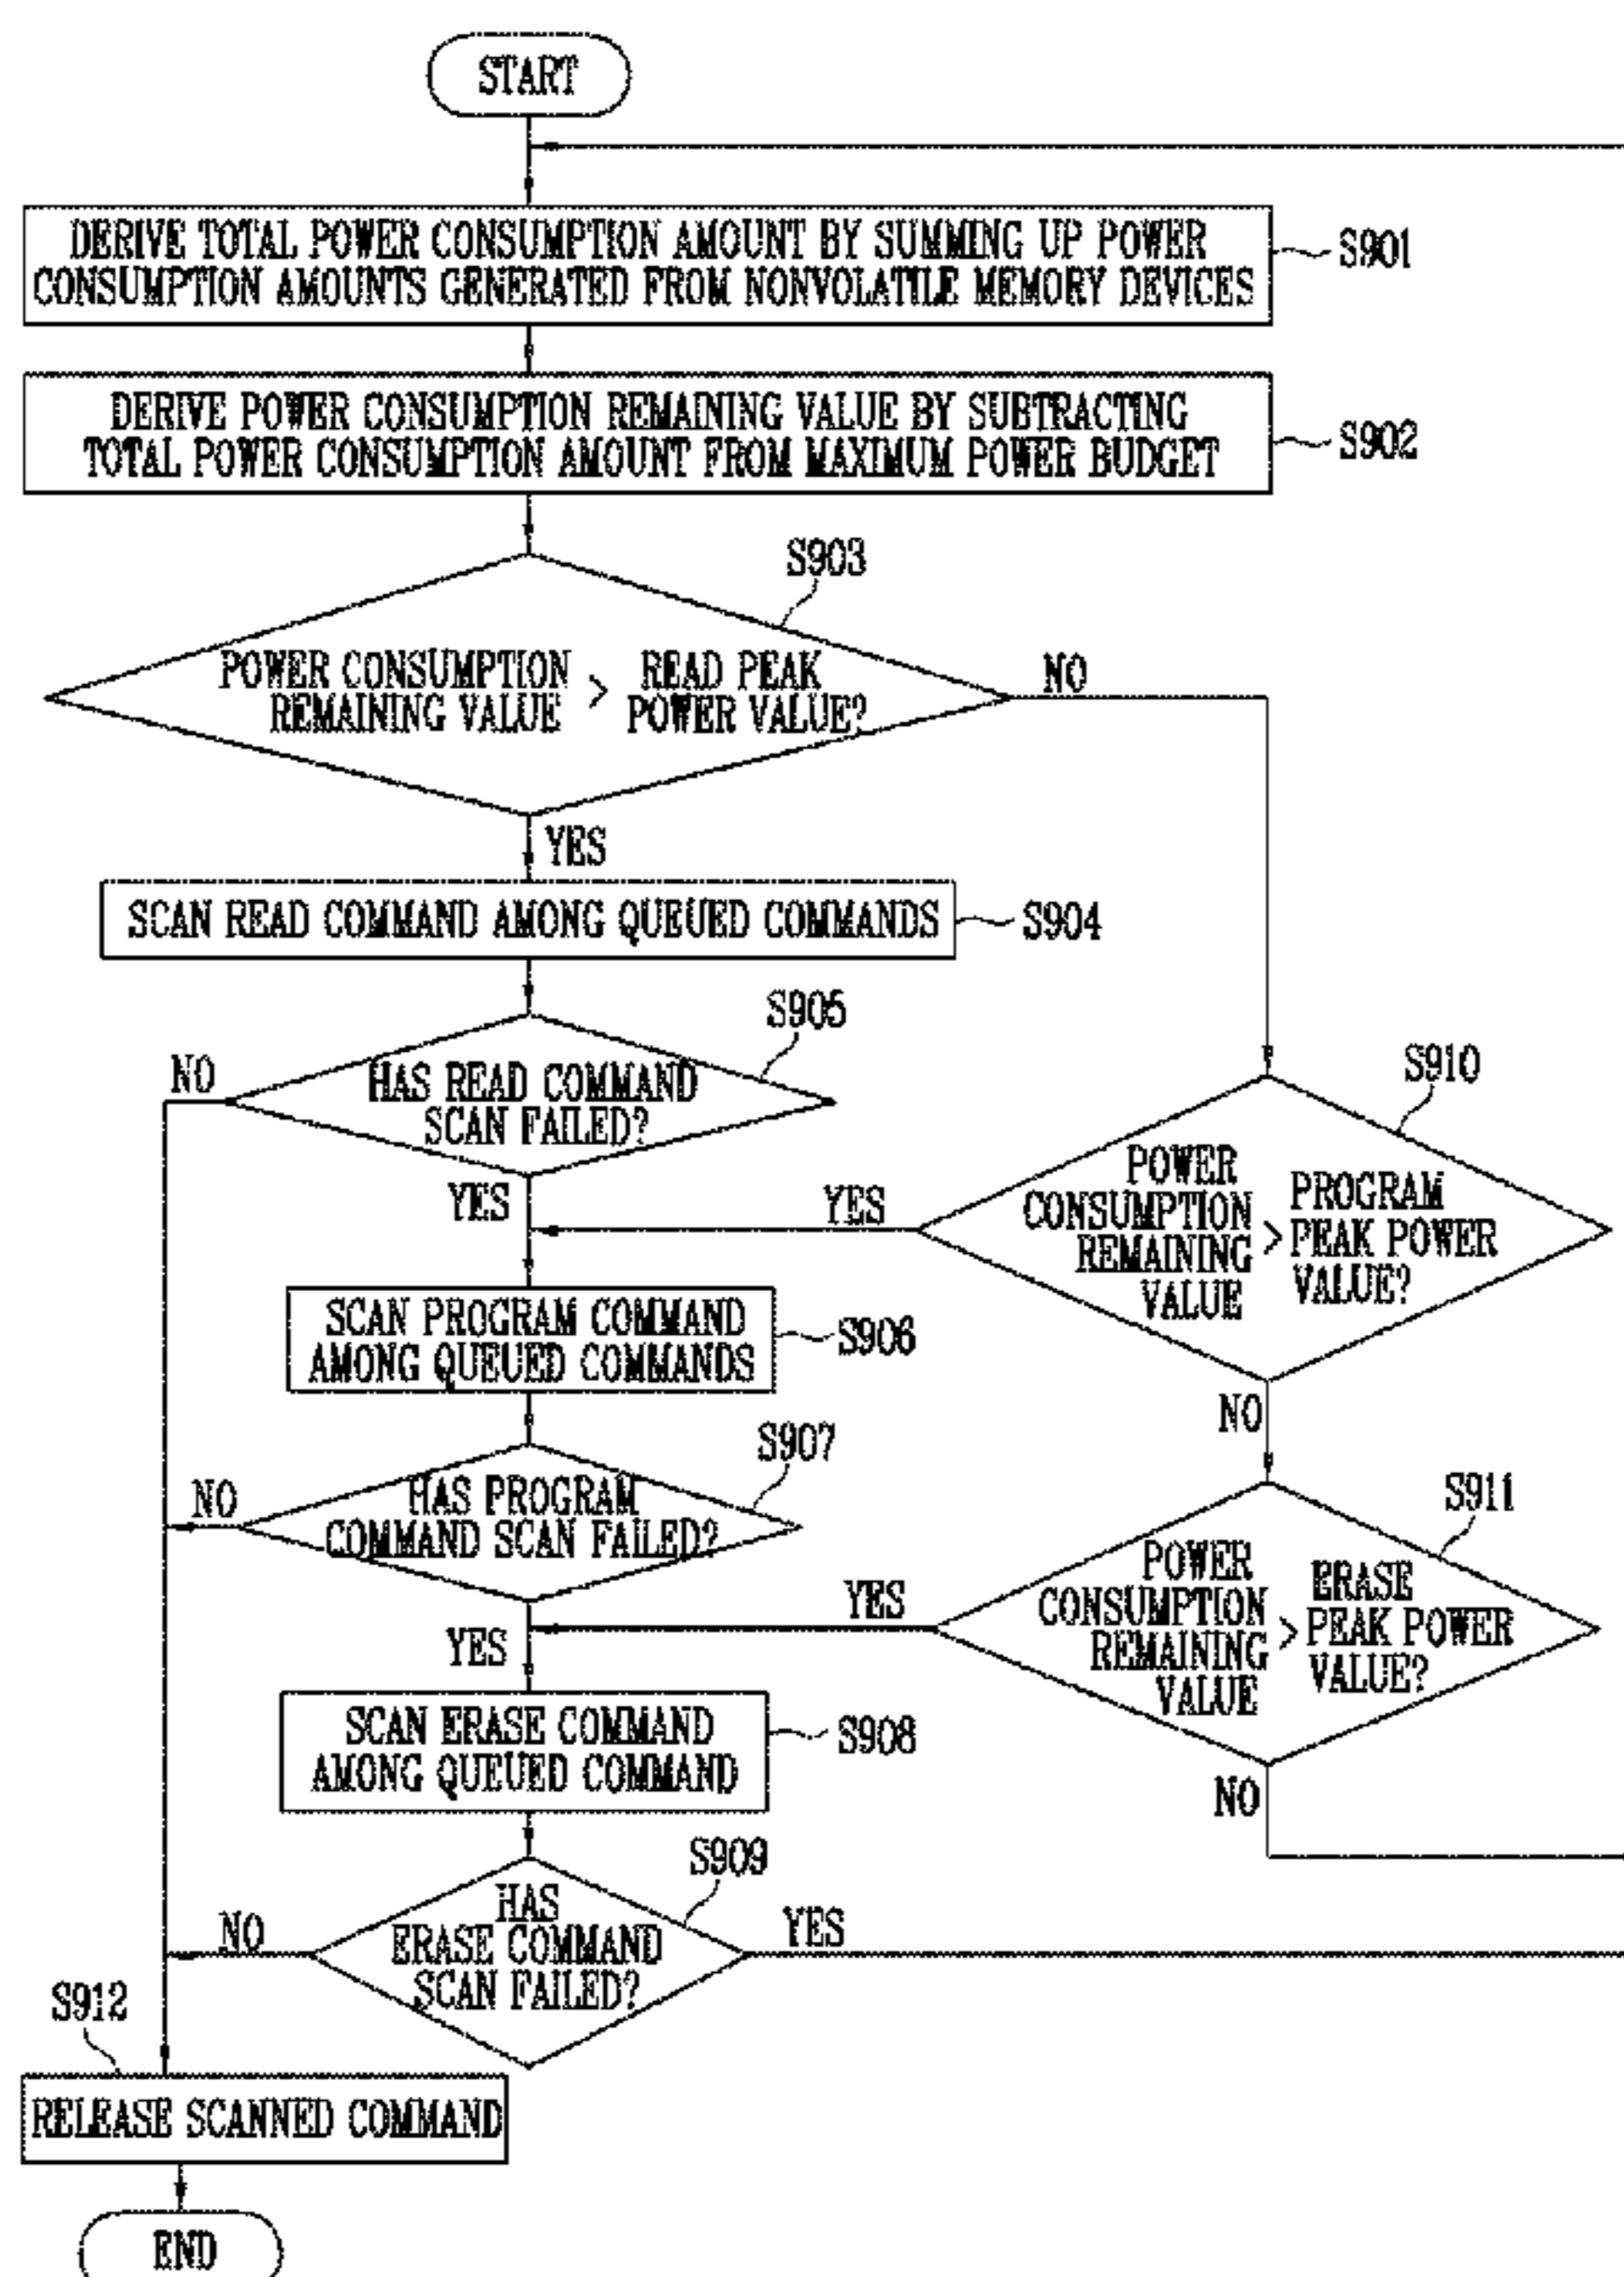 START
DERIVE TOTAL POWER CONSUMPTION AMOUNT BY SUMMING UP POWER
CONSUMPTION AMOUNTS GENERATED FROM NONVOLATILE MEMORY DEVICES
S901
DERIVE POWER CONSUMPTION REMAINING VALUE BY SUBTRACTING
TOTAL POWER CONSUMPTION AMOUNT FROM MAXIMUM POWER BUDGET
S902
S903
POWER CONSUMPTION
REMAINING VALUE
>
READ PEAK
POWER VALUE?
NO
YES
SCAN READ COMMAND AMONG QUEUED COMMANDS
S904
S905
HAS READ COMMAND
SCAN FAILED?
NO
YES
S910
POWER
CONSUMPTION
REMAINING
VALUE
>
PROGRAM
PEAK POWER
VALUE?
YES
NO
SCAN PROGRAM COMMAND
AMONG QUEUED COMMANDS
S906
S907
HAS PROGRAM
COMMAND SCAN FAILED?
NO
YES
S911
POWER
CONSUMPTION
REMAINING
VALUE
>
ERASE
PEAK POWER
VALUE?
YES
NO
SCAN ERASE COMMAND
AMONG QUEUED COMMAND
S908
S909
HAS
ERASE COMMAND
SCAN FAILED?
NO
YES
S912
RELEASE SCANNED COMMAND
END